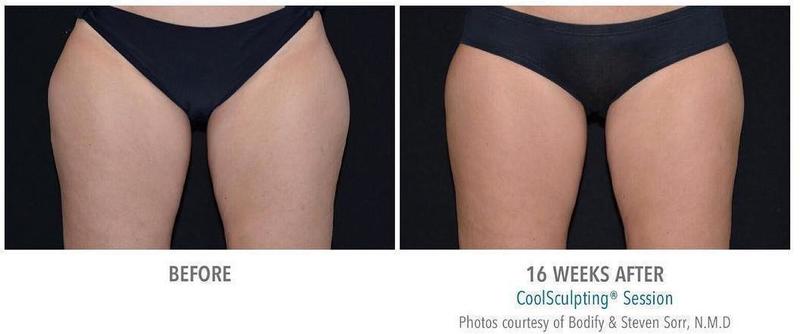 BEFORE
16 WEEKS AFTER
CoolSculpting® Session
Photos courtesy of Bodify & Steven Sorr, N.M.D